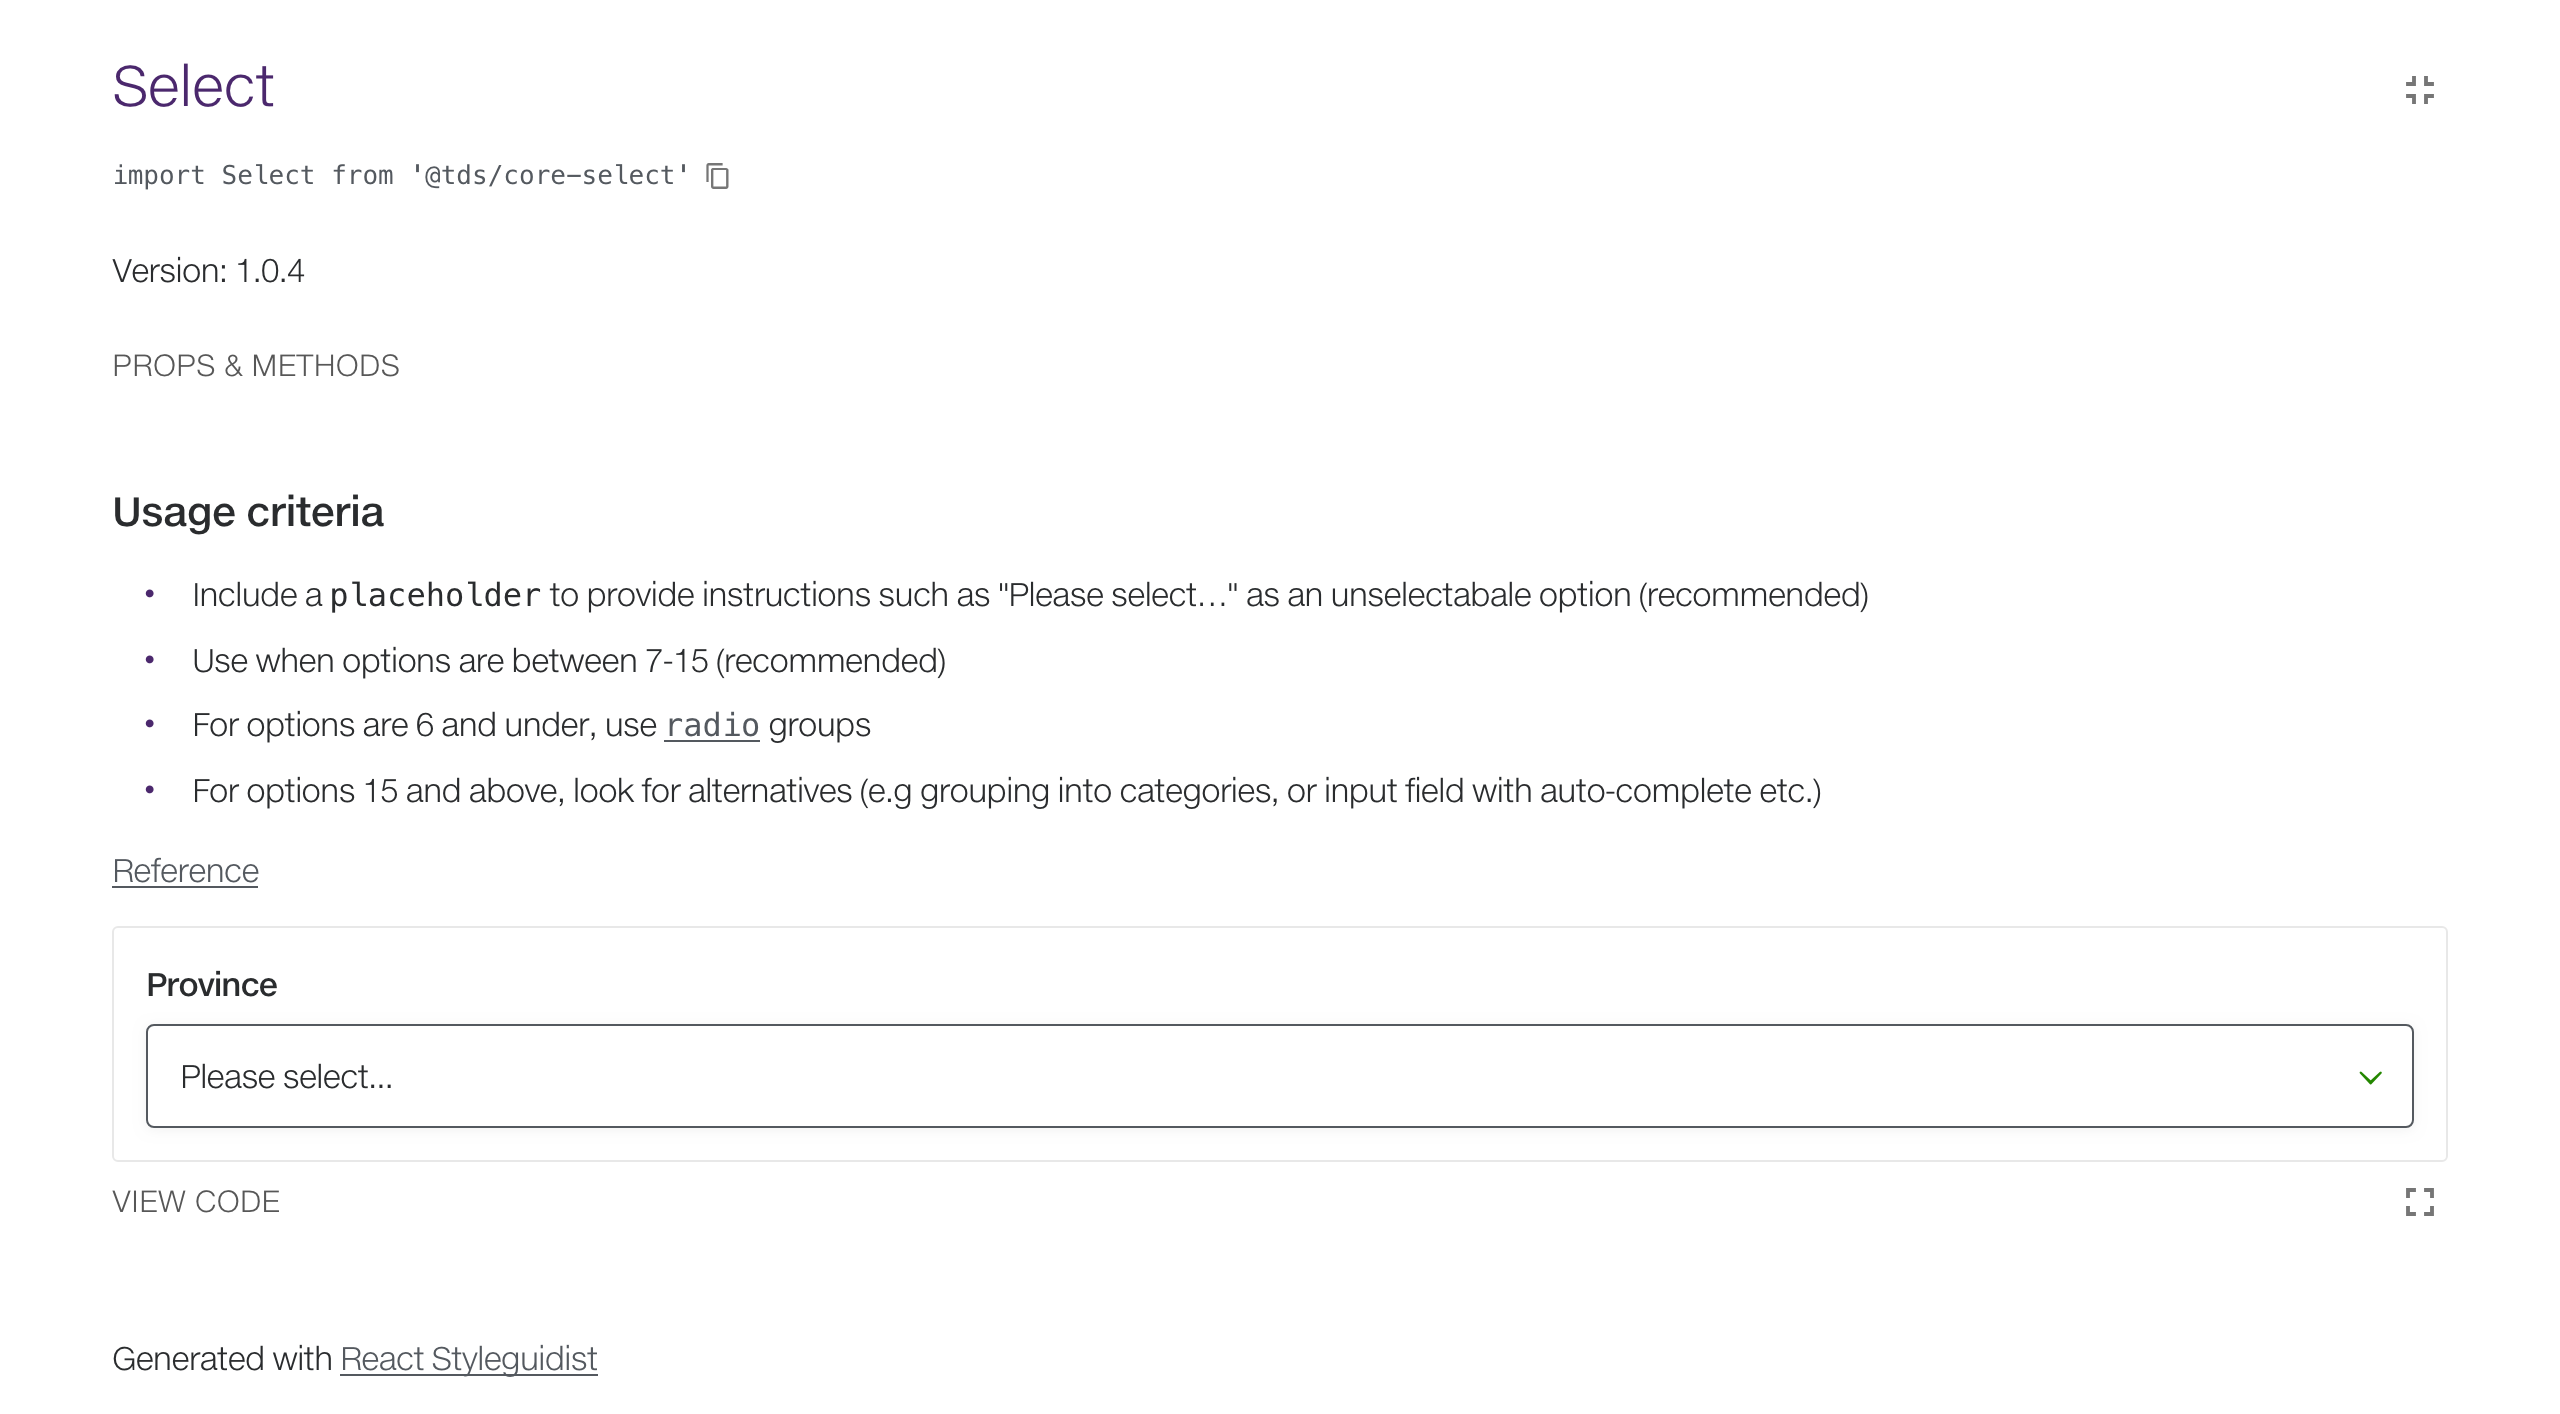 Select
import Select from '@tds/core-select'
Version: 1.0.4
PROPS & METHODS
Usage criteria
• Include a placeholder to provide instructions such as "Please select…" as an unselectabale option (recommended)
• Use when options are between 7-15 (recommended)
• For options are 6 and under, use radio groups
• For options 15 and above, look for alternatives (e.g grouping into categories, or input field with auto-complete etc.)
Reference
Province
Please select...
VIEW CODE
Generated with React Styleguidist